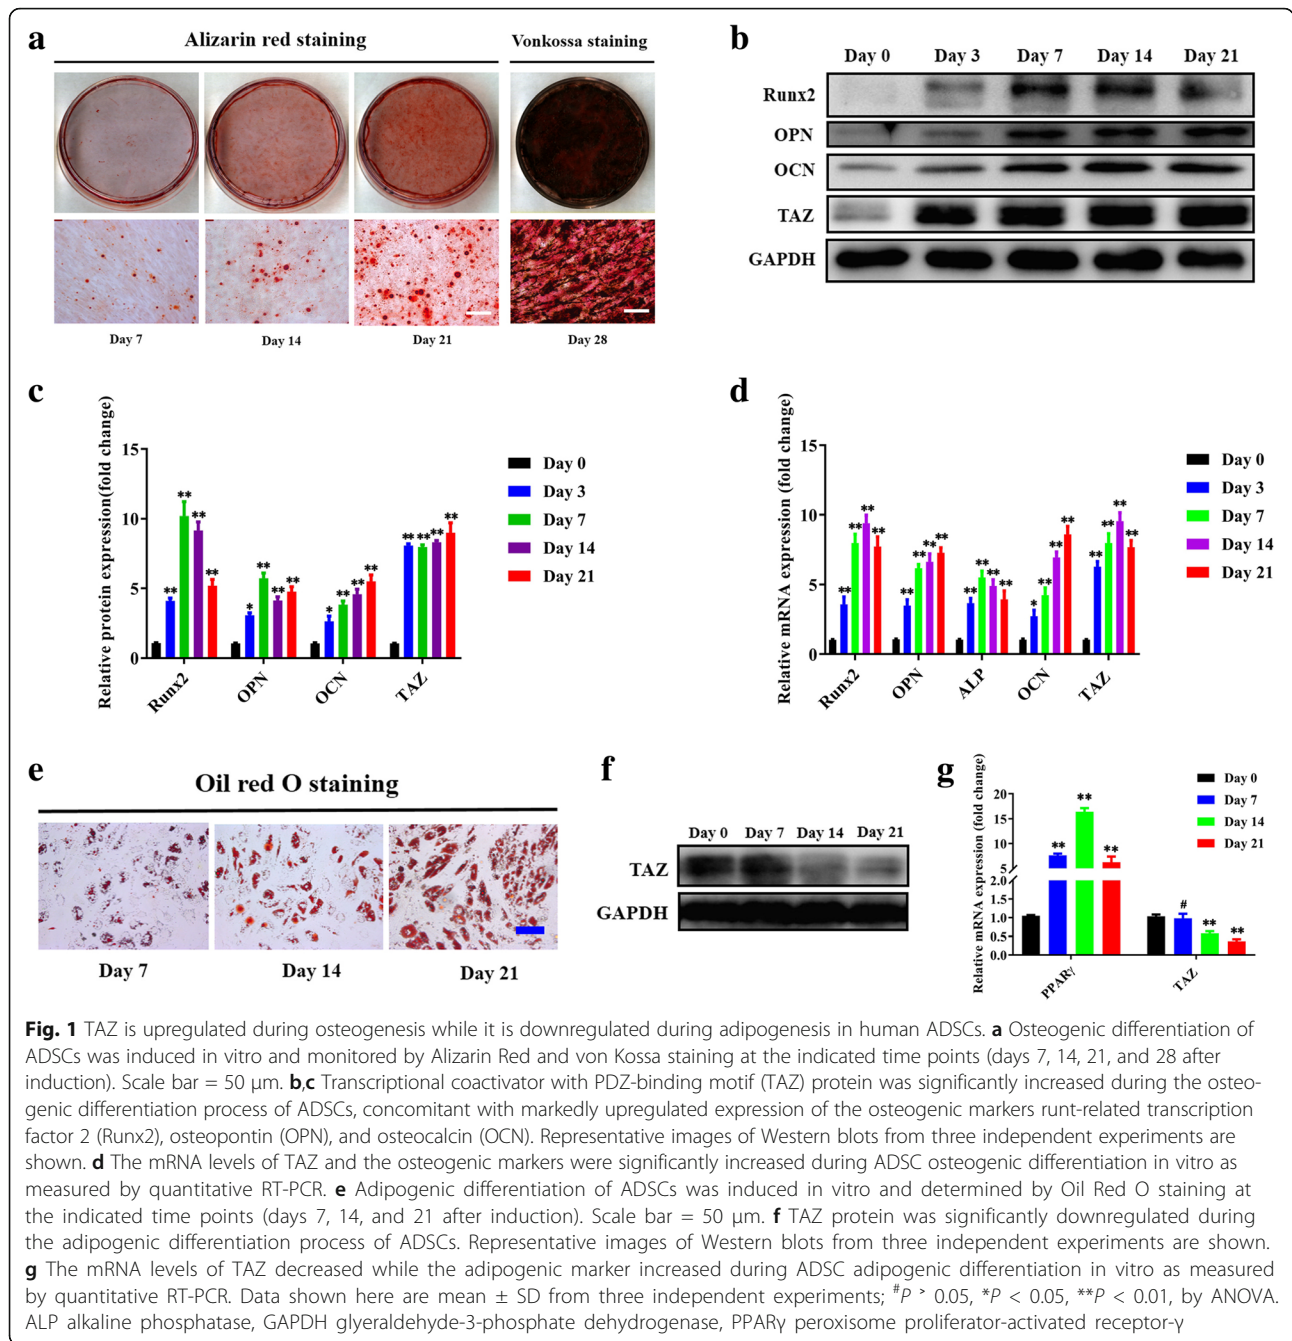 a
Alizarin red staining
Vonkossa staining
Day 7
Day 14
Day 21
Day 28
b
Day 0 Day 3 Day 7 Day 14 Day 21
Runx2
OPN
OCN
TAZ
GAPDH
c
Relative protein expression(fold change)
15
10
5
0
**
**
**
**
*
**
**
**
*
**
**
**
**
**
**
**
Runx2
OPN
OCN
TAZ
Day 0
Day 3
Day 7
Day 14
Day 21
d
Relative mRNA expression (fold change)
15
10
5
0
**
**
**
**
**
**
**
**
**
**
**
**
*
**
**
**
**
**
**
**
Runx2
OPN
ALP
OCN
TAZ
Day 0
Day 3
Day 7
Day 14
Day 21
e
Oil red O staining
Day 7
Day 14
Day 21
f
Day 0 Day 7 Day 14 Day 21
TAZ
GAPDH
g
Relative mRNA expression (fold change)
20
15
10
5
2.0
1.5
1.0
0.5
0.0
**
**
**
#
**
**
PPARγ
TAZ
Day 0
Day 7
Day 14
Day 21
Fig. 1 TAZ is upregulated during osteogenesis while it is downregulated during adipogenesis in human ADSCs. a Osteogenic differentiation of
ADSCs was induced in vitro and monitored by Alizarin Red and von Kossa staining at the indicated time points (days 7, 14, 21, and 28 after
induction). Scale bar = 50 μm. b,c Transcriptional coactivator with PDZ-binding motif (TAZ) protein was significantly increased during the osteo-
genic differentiation process of ADSCs, concomitant with markedly upregulated expression of the osteogenic markers runt-related transcription
factor 2 (Runx2), osteopontin (OPN), and osteocalcin (OCN). Representative images of Western blots from three independent experiments are
shown. d The mRNA levels of TAZ and the osteogenic markers were significantly increased during ADSC osteogenic differentiation in vitro as
measured by quantitative RT-PCR. e Adipogenic differentiation of ADSCs was induced in vitro and determined by Oil Red O staining at
the indicated time points (days 7, 14, and 21 after induction). Scale bar = 50 μm. f TAZ protein was significantly downregulated during
the adipogenic differentiation process of ADSCs. Representative images of Western blots from three independent experiments are shown.
g The mRNA levels of TAZ decreased while the adipogenic marker increased during ADSC adipogenic differentiation in vitro as measured
by quantitative RT-PCR. Data shown here are mean ± SD from three independent experiments; #P > 0.05, *P < 0.05, **P < 0.01, by ANOVA.
ALP alkaline phosphatase, GAPDH glyeraldehyde-3-phosphate dehydrogenase, PPARγ peroxisome proliferator-activated receptor-γ